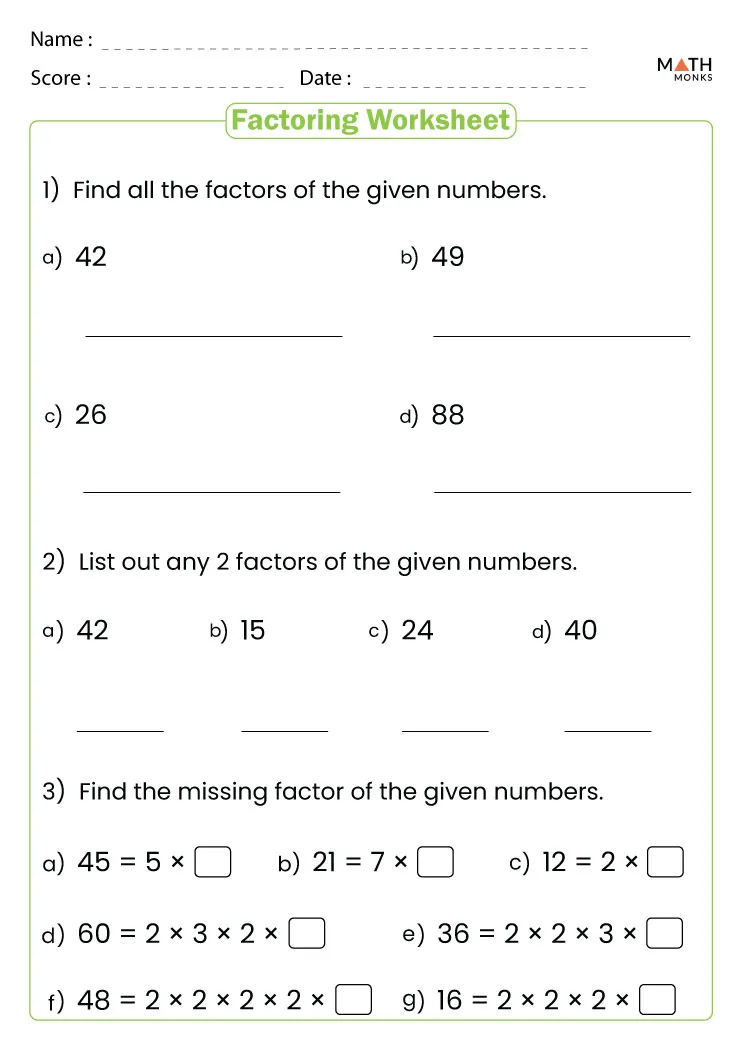 Name :
MATH
MONKS
Score : Date :
Factoring Worksheet
1) Find all the factors of the given numbers.
a) 42 b) 49
c) 26 d) 88
2) List out any 2 factors of the given numbers.
a) 42 b) 15 c) 24 d) 40
3) Find the missing factor of the given numbers.
a) 45 = 5 × b) 21 = 7 × c) 12 = 2 ×
d) 60 = 2 × 3 × 2 × e) 36 = 2 × 2 × 3 ×
f) 48 = 2 × 2 × 2 × 2 × g) 16 = 2 × 2 × 2 ×